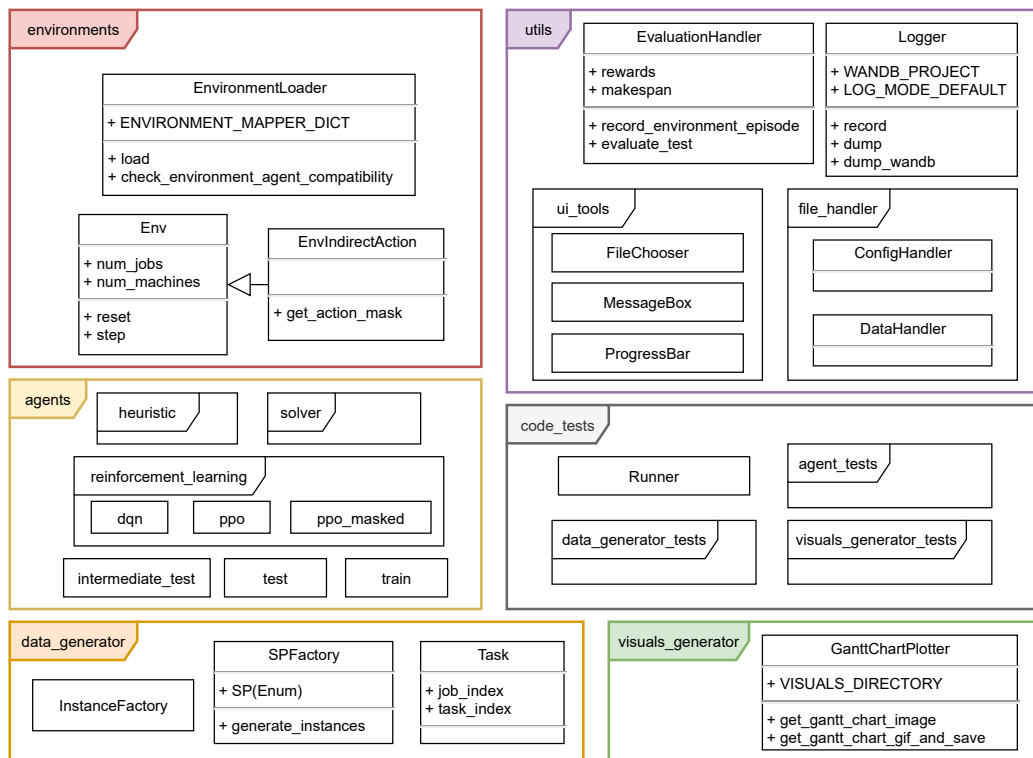 environments
EnvironmentLoader
+ ENVIRONMENT_MAPPER_DICT
+ load
+ check_environment_agent_compatibility
Env
+ num_jobs
+ num_machines
+ reset
+ step
EnvIndirectAction
+ get_action_mask
utils
EvaluationHandler
+ rewards
+ makespan
+ record_environment_episode
+ evaluate_test
Logger
+ WANDB_PROJECT
+ LOG_MODE_DEFAULT
+ record
+ dump
+ dump_wandb
ui_tools
FileChooser
MessageBox
ProgressBar
file_handler
ConfigHandler
DataHandler
agents
heuristic
solver
reinforcement_learning
dqn
ppo
ppo_masked
intermediate_test
test
train
code_tests
Runner
agent_tests
data_generator_tests
visuals_generator_tests
data_generator
InstanceFactory
SPFactory
+ SP(Enum)
+ generate_instances
Task
+ job_index
+ task_index
visuals_generator
GanttChartPlotter
+ VISUALS_DIRECTORY
+ get_gantt_chart_image
+ get_gantt_chart_gif_and_save